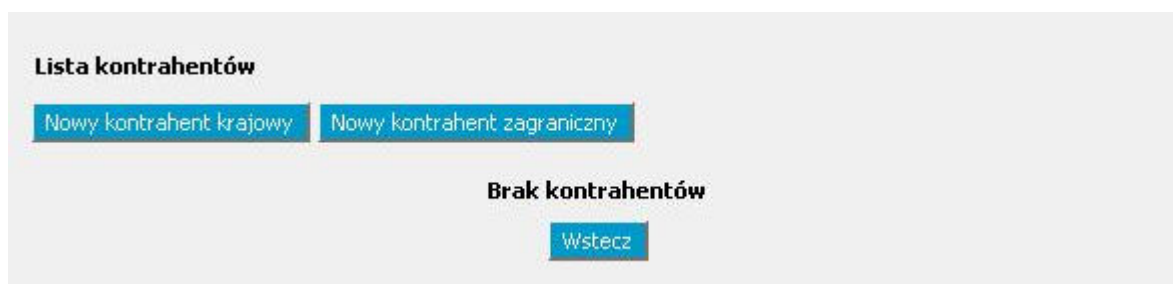 Lista kontrahentów
Nowy kontrahent krajowy Nowy kontrahent zagraniczny
Brak kontrahentów
Wstecz